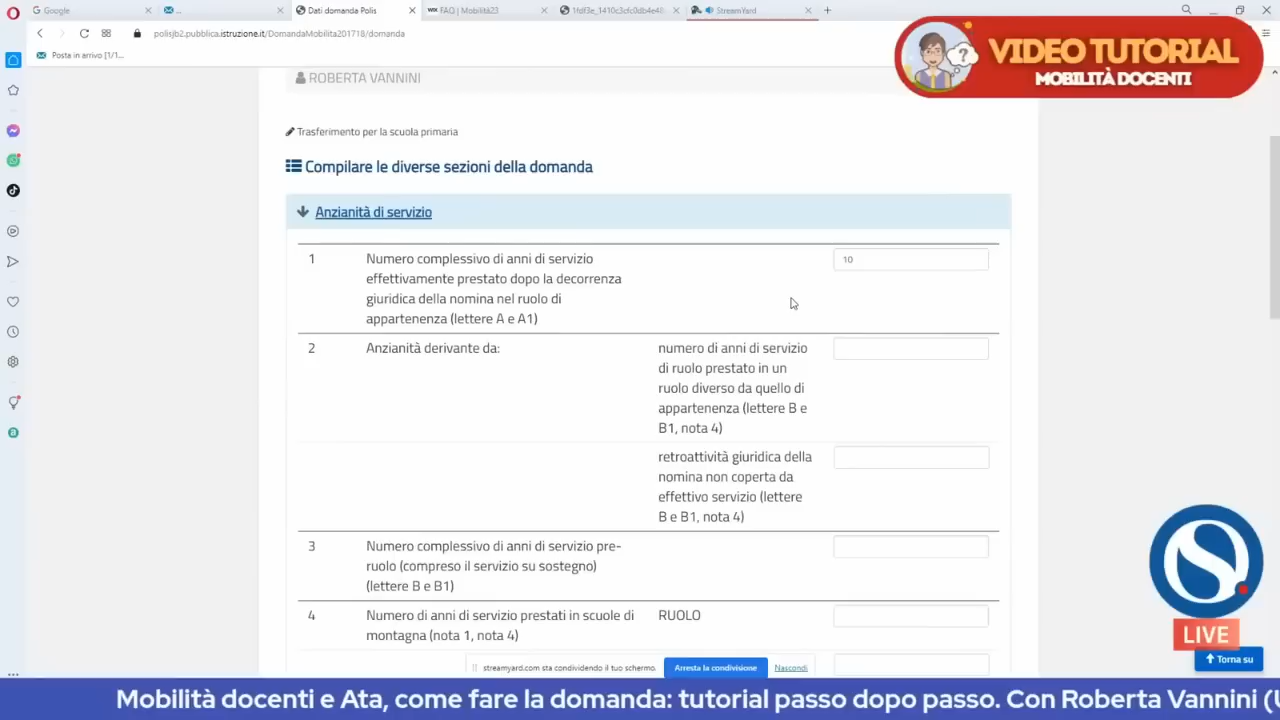 Google
Dati domanda Polis
WIX FAQ | Mobilità23
StreamYard
polisjb2.pubblica.istruzione.it/DomandaMobilita201718/domanda
Posta in arrivo [1/1...
VIDEO TUTORIAL
MOBILITÀ DOCENTI
ROBERTA VANNINI
Trasferimento per la scuola primaria
Compilare le diverse sezioni della domanda
Anzianità di servizio
1
Numero complessivo di anni di servizio
effettivamente prestato dopo la decorrenza
giuridica della nomina nel ruolo di
appartenenza (lettere A e A1)
10
2
Anzianità derivante da:
numero di anni di servizio
di ruolo prestato in un
ruolo diverso da quello di
appartenenza (lettere B e
B1, nota 4)
retroattività giuridica della
nomina non coperta da
effettivo servizio (lettere
B e B1, nota 4)
3
Numero complessivo di anni di servizio pre-
ruolo (compreso il servizio su sostegno)
(lettere B e B1)
4
Numero di anni di servizio prestati in scuole di
montagna (nota 1, nota 4)
RUOLO
streamyard.com sta condividendo il tuo schermo.
Arresta la condivisione
Nascondi
LIVE
Torna su
Mobilità docenti e Ata, come fare la domanda: tutorial passo dopo passo. Con Roberta Vannini (